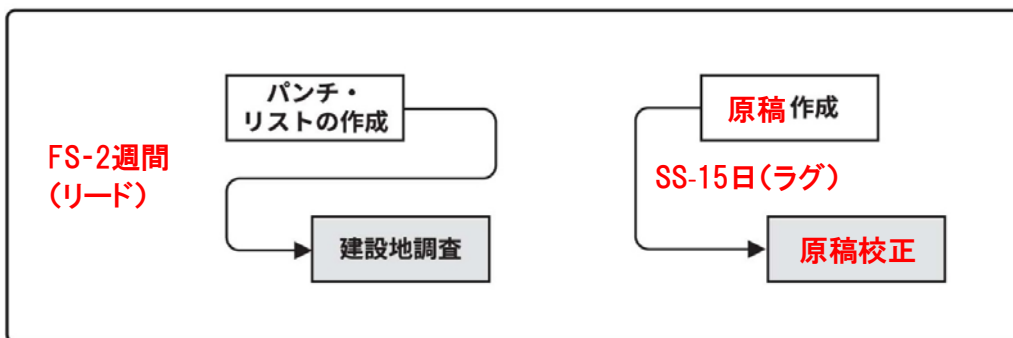 パンチ・
リストの作成
原稿作成
FS-2週間
(リード)
SS-15日(ラグ)
建設地調査
原稿校正